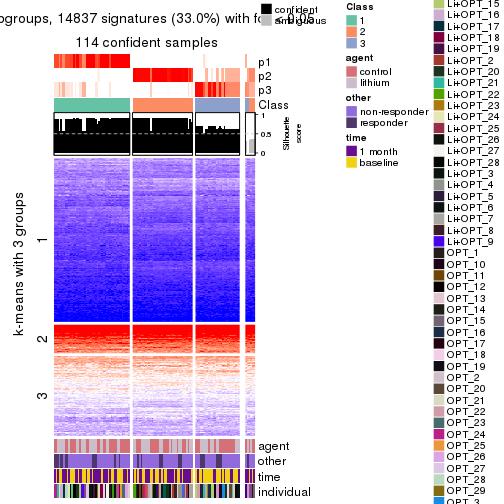 ogroups, 14837 signatures (33.0%) with
confident
ambiguous
114 confident samples
p1
p2
p3
Class
1
0.5
0
Silhouette
score
k-means with 3 groups
1
2
3
agent
other
time
individual
Class
1
2
3
agent
control
lithium
other
non-responder
responder
time
1 month
baseline
Li+OPT_15
Li+OPT_16
Li+OPT_17
Li+OPT_18
Li+OPT_19
Li+OPT_2
Li+OPT_20
Li+OPT_21
Li+OPT_22
Li+OPT_23
Li+OPT_24
Li+OPT_25
Li+OPT_26
Li+OPT_27
Li+OPT_28
Li+OPT_3
Li+OPT_4
Li+OPT_5
Li+OPT_6
Li+OPT_7
Li+OPT_8
Li+OPT_9
OPT_1
OPT_10
OPT_11
OPT_12
OPT_13
OPT_14
OPT_15
OPT_16
OPT_17
OPT_18
OPT_19
OPT_2
OPT_20
OPT_21
OPT_22
OPT_23
OPT_24
OPT_25
OPT_26
OPT_27
OPT_28
OPT_29